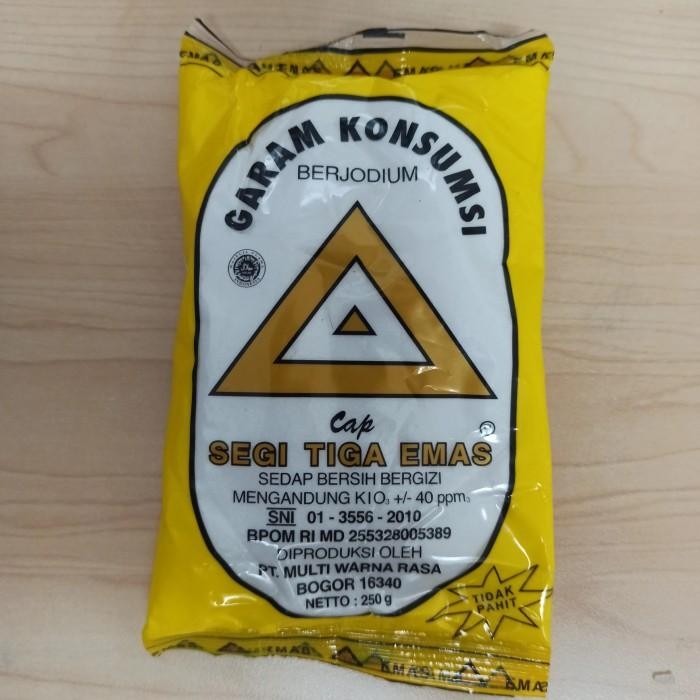 GARAM KONSUMSI
BERJODIUM
Cap
SEGI TIGA EMAS
SEDAP BERSIH BERGIZI
MENGANDUNG KIO₃ +/- 40 ppm
SNI 01 - 3556 - 2010
BPOM RI MD 255328005389
DIPRODUKSI OLEH
PT. MULTI WARNA RASA
BOGOR 16340
NETTO : 250 g
TIDAK
PAHIT